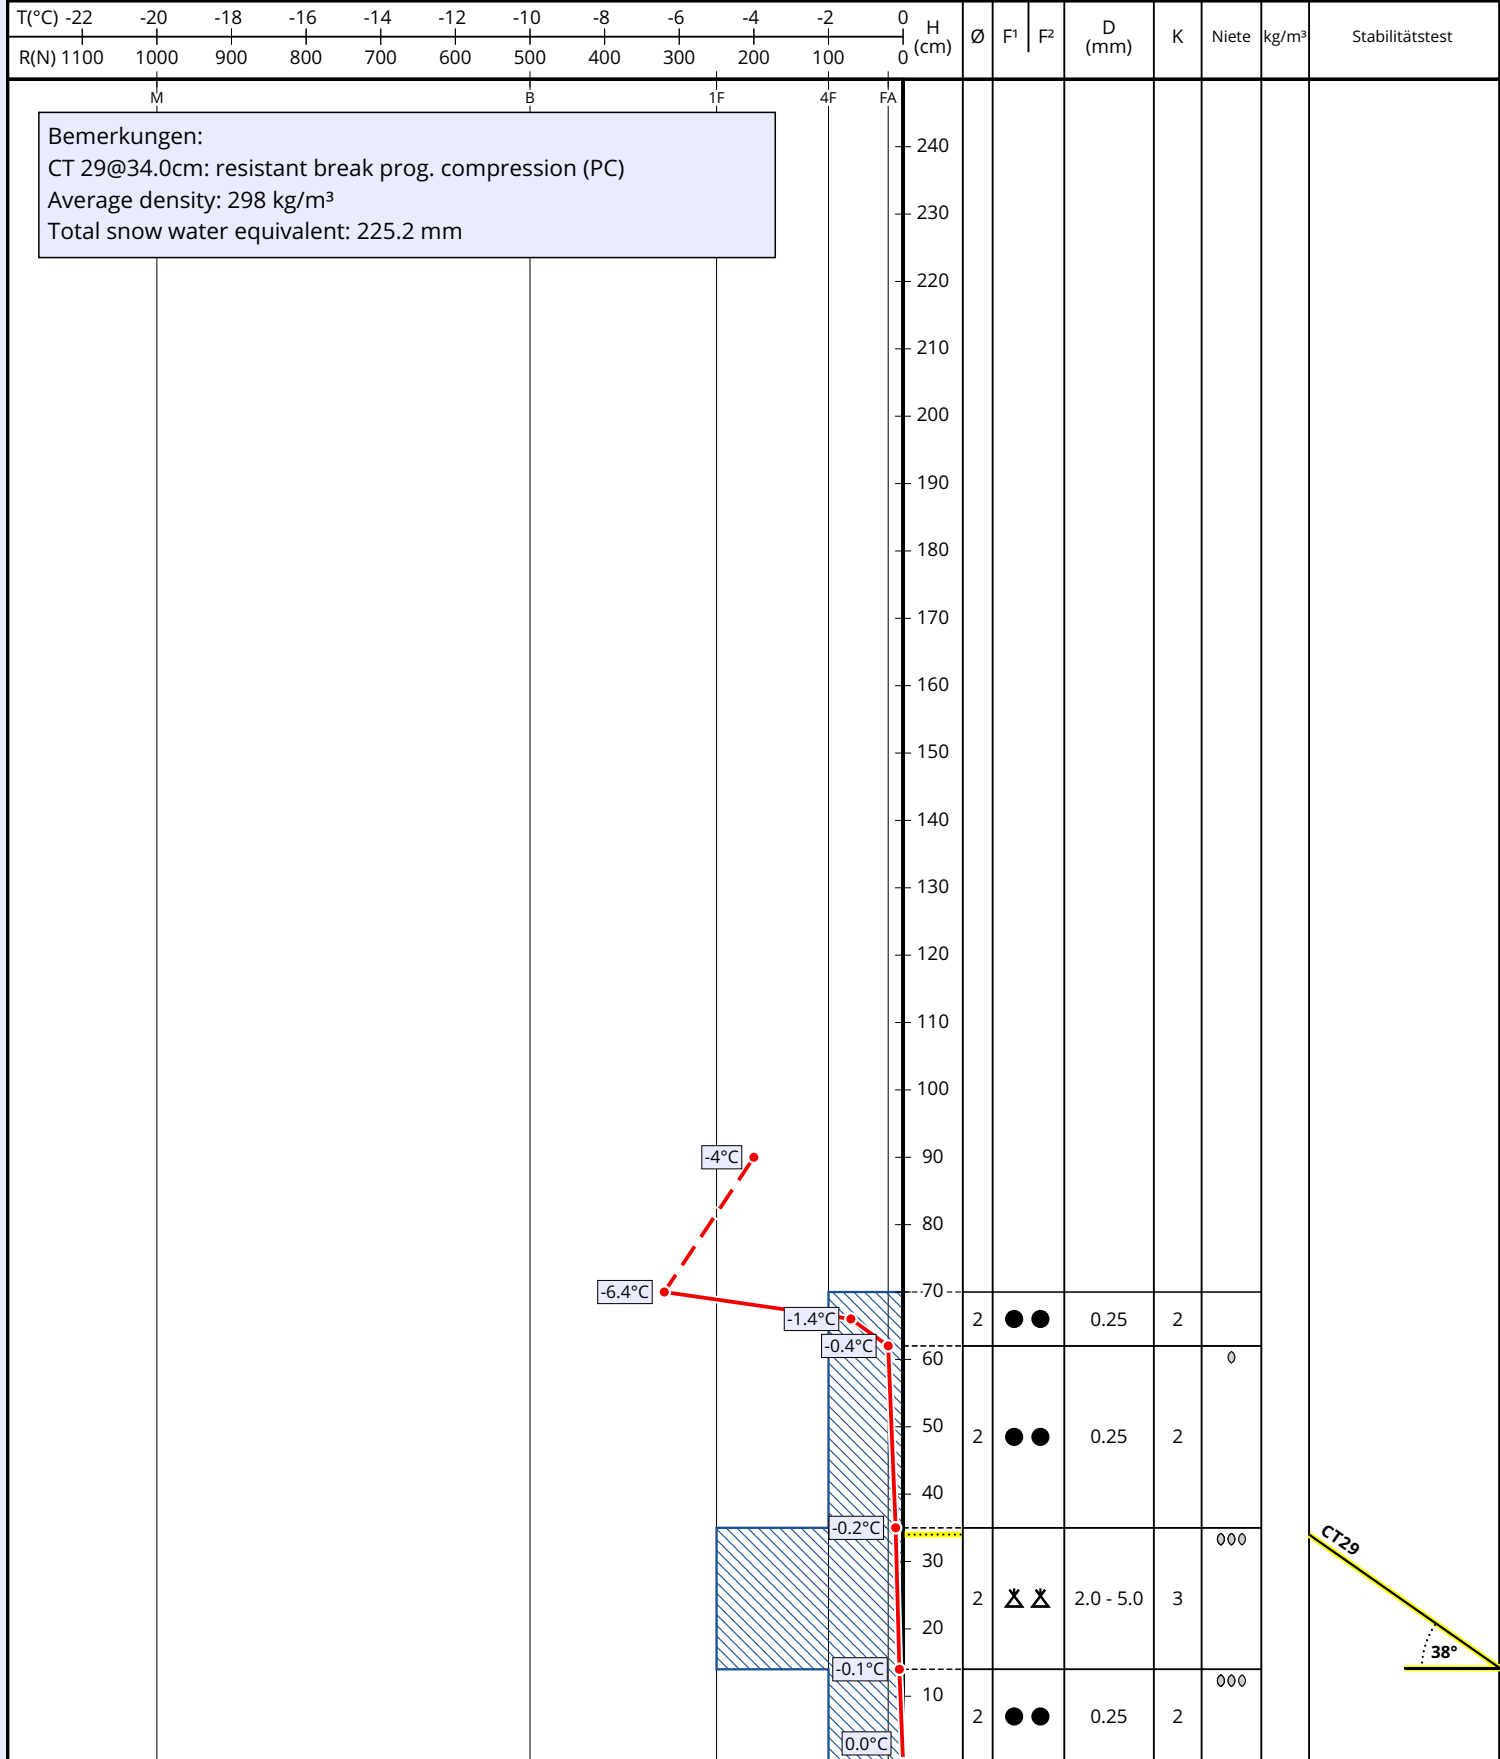 T(°C) -22 -20 -18 -16 -14 -12 -10 -8 -6 -4 -2 0
R(N) 1100 1000 900 800 700 600 500 400 300 200 100 0
H (cm) Ø F¹ F² D (mm) K Niete kg/m³ Stabilitätstest
M B 1F 4F FA
Bemerkungen:
CT 29@34.0cm: resistant break prog. compression (PC)
Average density: 298 kg/m³
Total snow water equivalent: 225.2 mm
240
230
220
210
200
190
180
170
160
150
140
130
120
110
100
-4°C 90
80
-6.4°C 70
-1.4°C 2 0.25 2
-0.4°C
60
50
2 0.25 2
40
-0.2°C
CT29
30
2 2.0 - 5.0 3
20
38°
-0.1°C
10
2 0.25 2
0.0°C